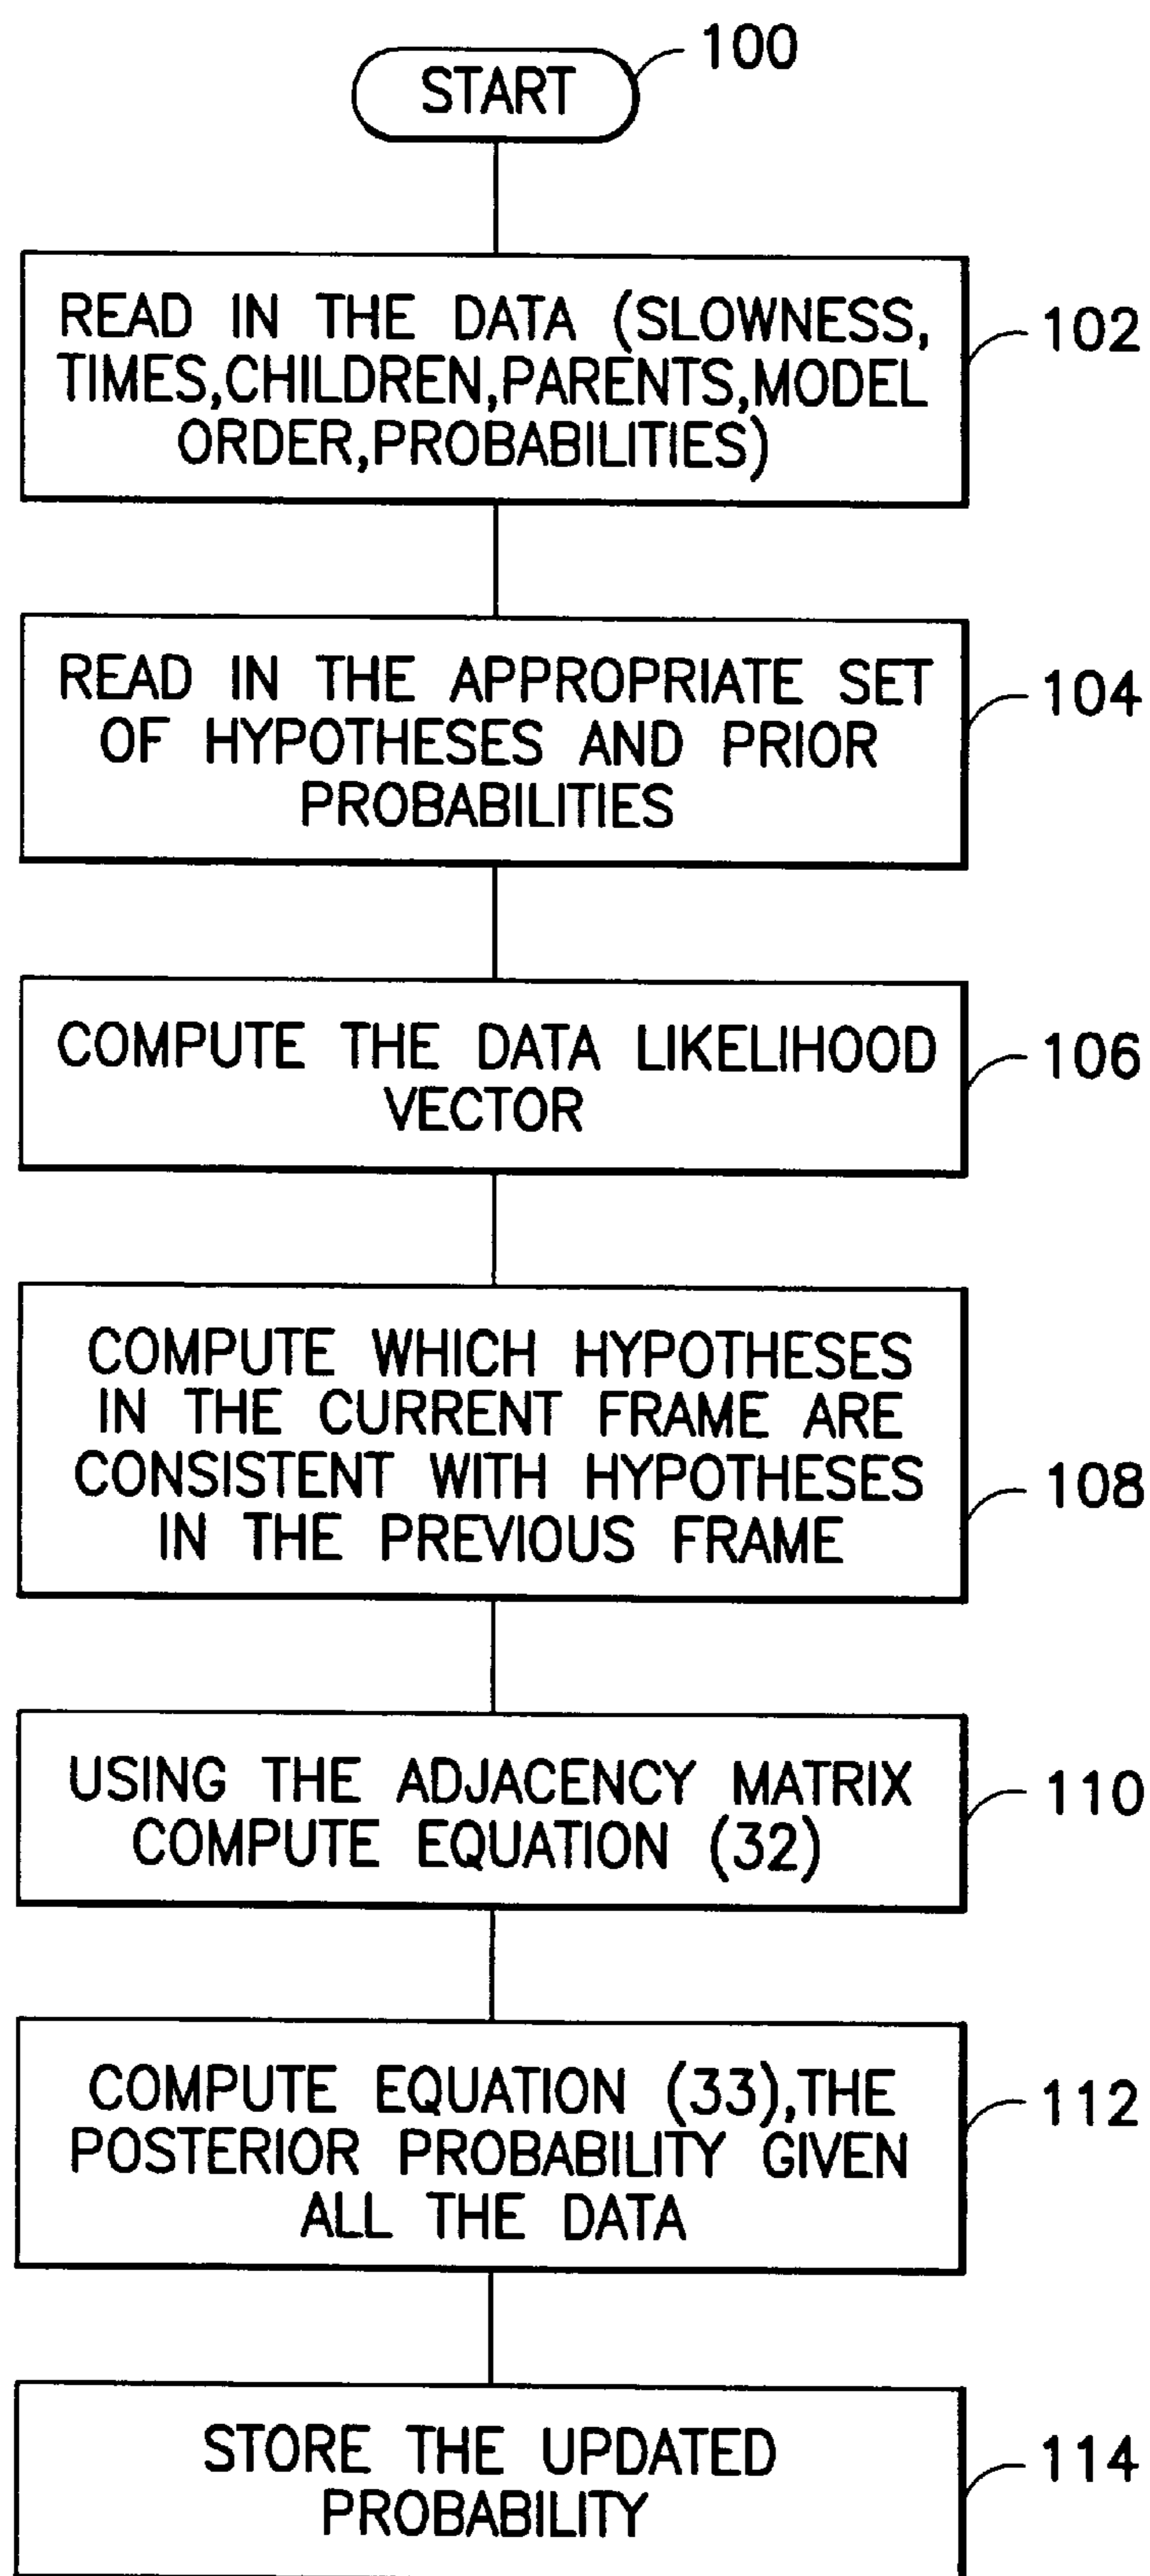 START
100
READ IN THE DATA (SLOWNESS,
TIMES,CHILDREN,PARENTS,MODEL
ORDER,PROBABILITIES)
102
READ IN THE APPROPRIATE SET
OF HYPOTHESES AND PRIOR
PROBABILITIES
104
COMPUTE THE DATA LIKELIHOOD
VECTOR
106
COMPUTE WHICH HYPOTHESES
IN THE CURRENT FRAME ARE
CONSISTENT WITH HYPOTHESES
IN THE PREVIOUS FRAME
108
USING THE ADJACENCY MATRIX
COMPUTE EQUATION (32)
110
COMPUTE EQUATION (33),THE
POSTERIOR PROBABILITY GIVEN
ALL THE DATA
112
STORE THE UPDATED
PROBABILITY
114